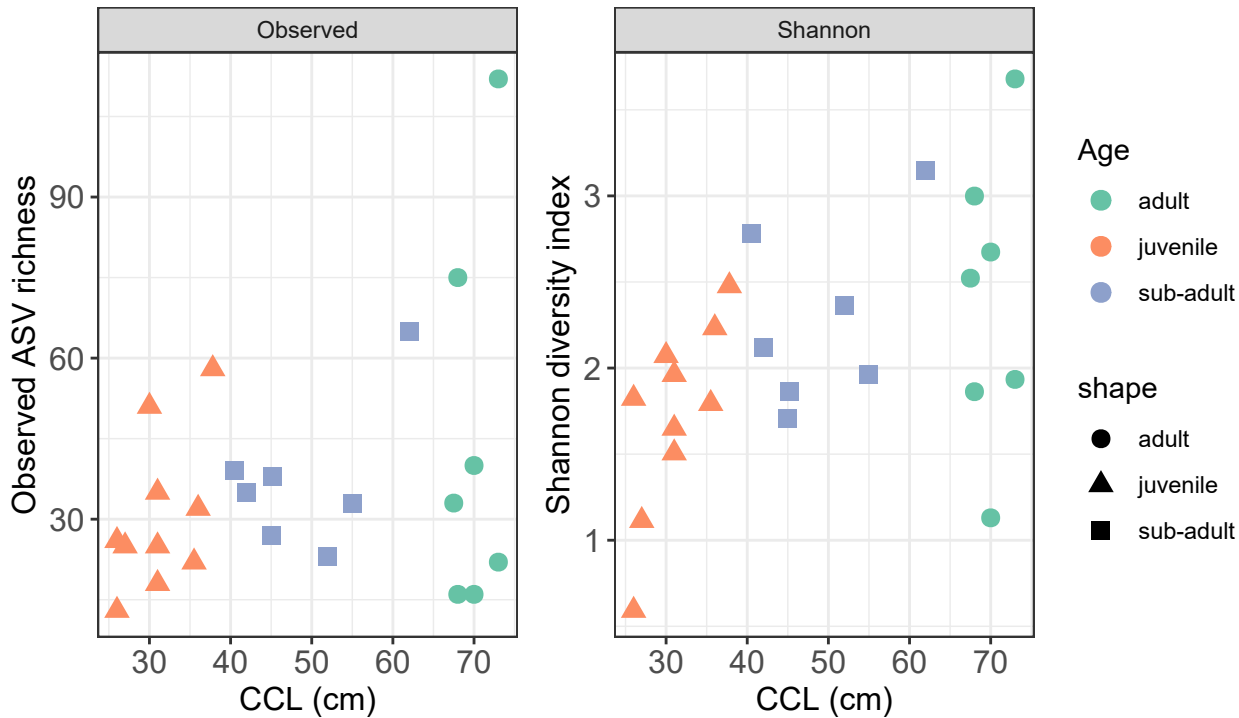 Observed
Observed ASV richness
90
60
30
30 40 50 60 70
CCL (cm)
Shannon
Shannon diversity index
3
2
1
30 40 50 60 70
CCL (cm)
Age
adult
juvenile
sub-adult
shape
adult
juvenile
sub-adult